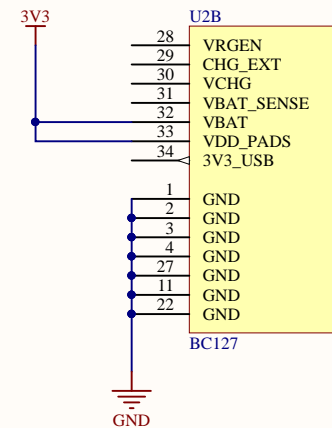 3V3
U2B
28 VRGEN
29 CHG_EXT
30 VCHG
31 VBAT_SENSE
32 VBAT
33 VDD_PADS
34 3V3_USB
1 GND
2 GND
3 GND
4 GND
27 GND
11 GND
22 GND
BC127
GND